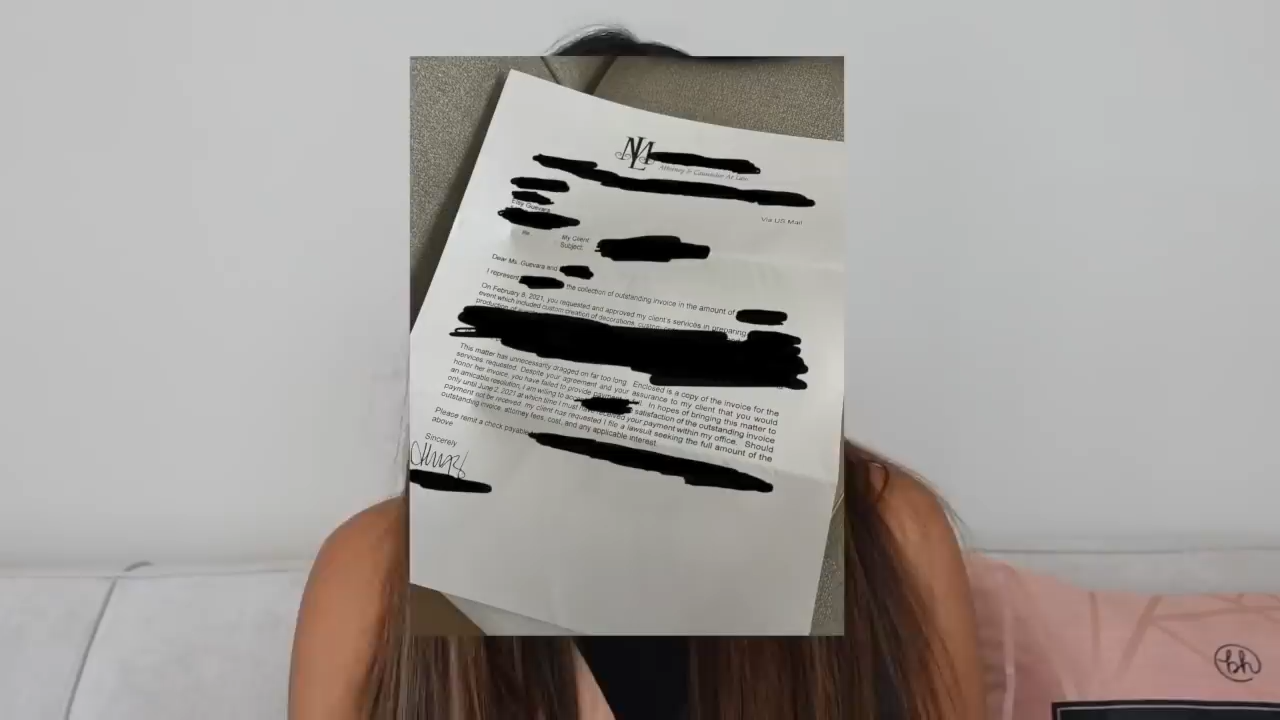 NL
Attorney & Counselor At Law
Via US Mail
Elsy Guevara
Re: My Client:
Subject:
Dear Ms. Guevara and
I represent the collection of outstanding invoice in the amount of
On February 8, 2021, you requested and approved my client's services in preparing
event which included custom creation of decorations,
production of
This matter has unnecessarily dragged on far too long. Enclosed is a copy of the invoice for the
services requested. Despite your agreement and your assurance to my client that you would
honor her invoice, you have failed to provide payment. In hopes of bringing this matter to
an amicable resolution, I am willing to satisfaction of the outstanding invoice
only until June 2, 2021 at which time I must have received your payment within my office. Should
payment not be received, my client has requested I file a lawsuit seeking the full amount of the
outstanding invoice, attorney fees, cost, and any applicable interest.
Please remit a check payable
above
Sincerely
bh